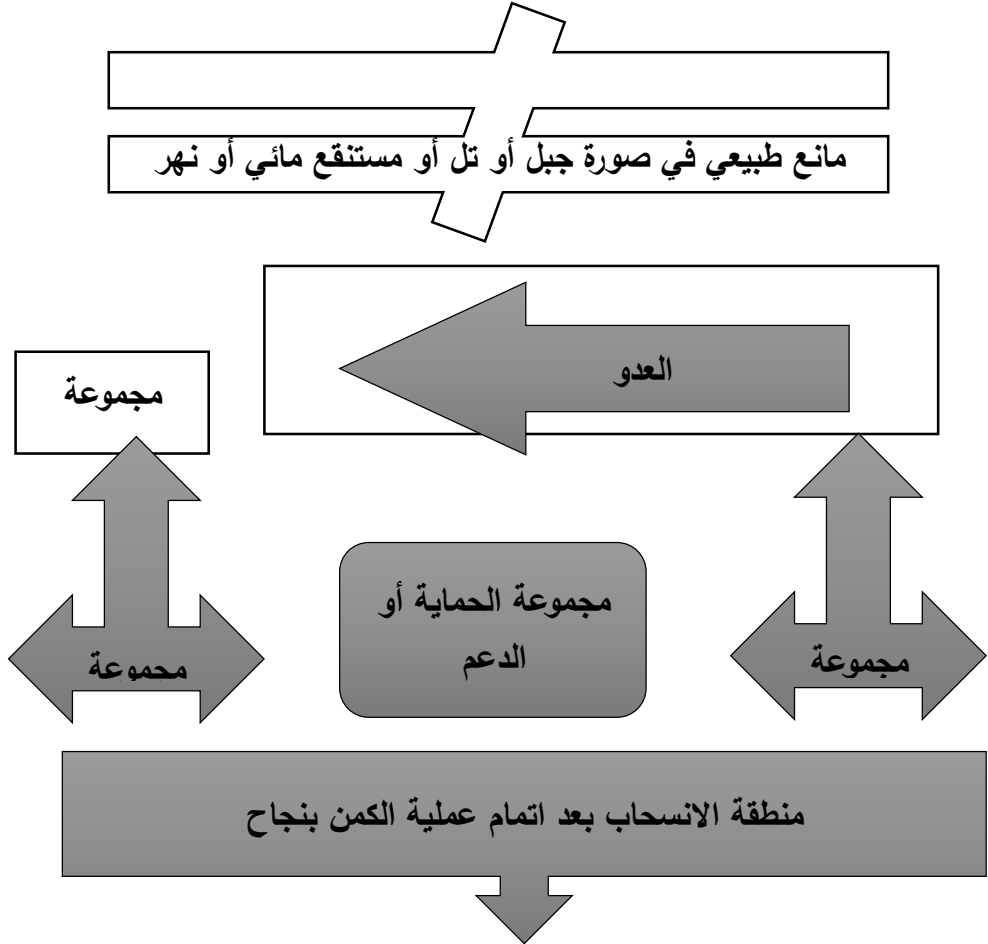 مانع طبيعي في صورة جبل أو تل أو مستنقع مائي أو نهر
العدو
مجموعة
مجموعة الحماية أو
الدعم
مجموعة
مجموعة
منطقة الانسحاب بعد اتمام عملية الكمن بنجاح